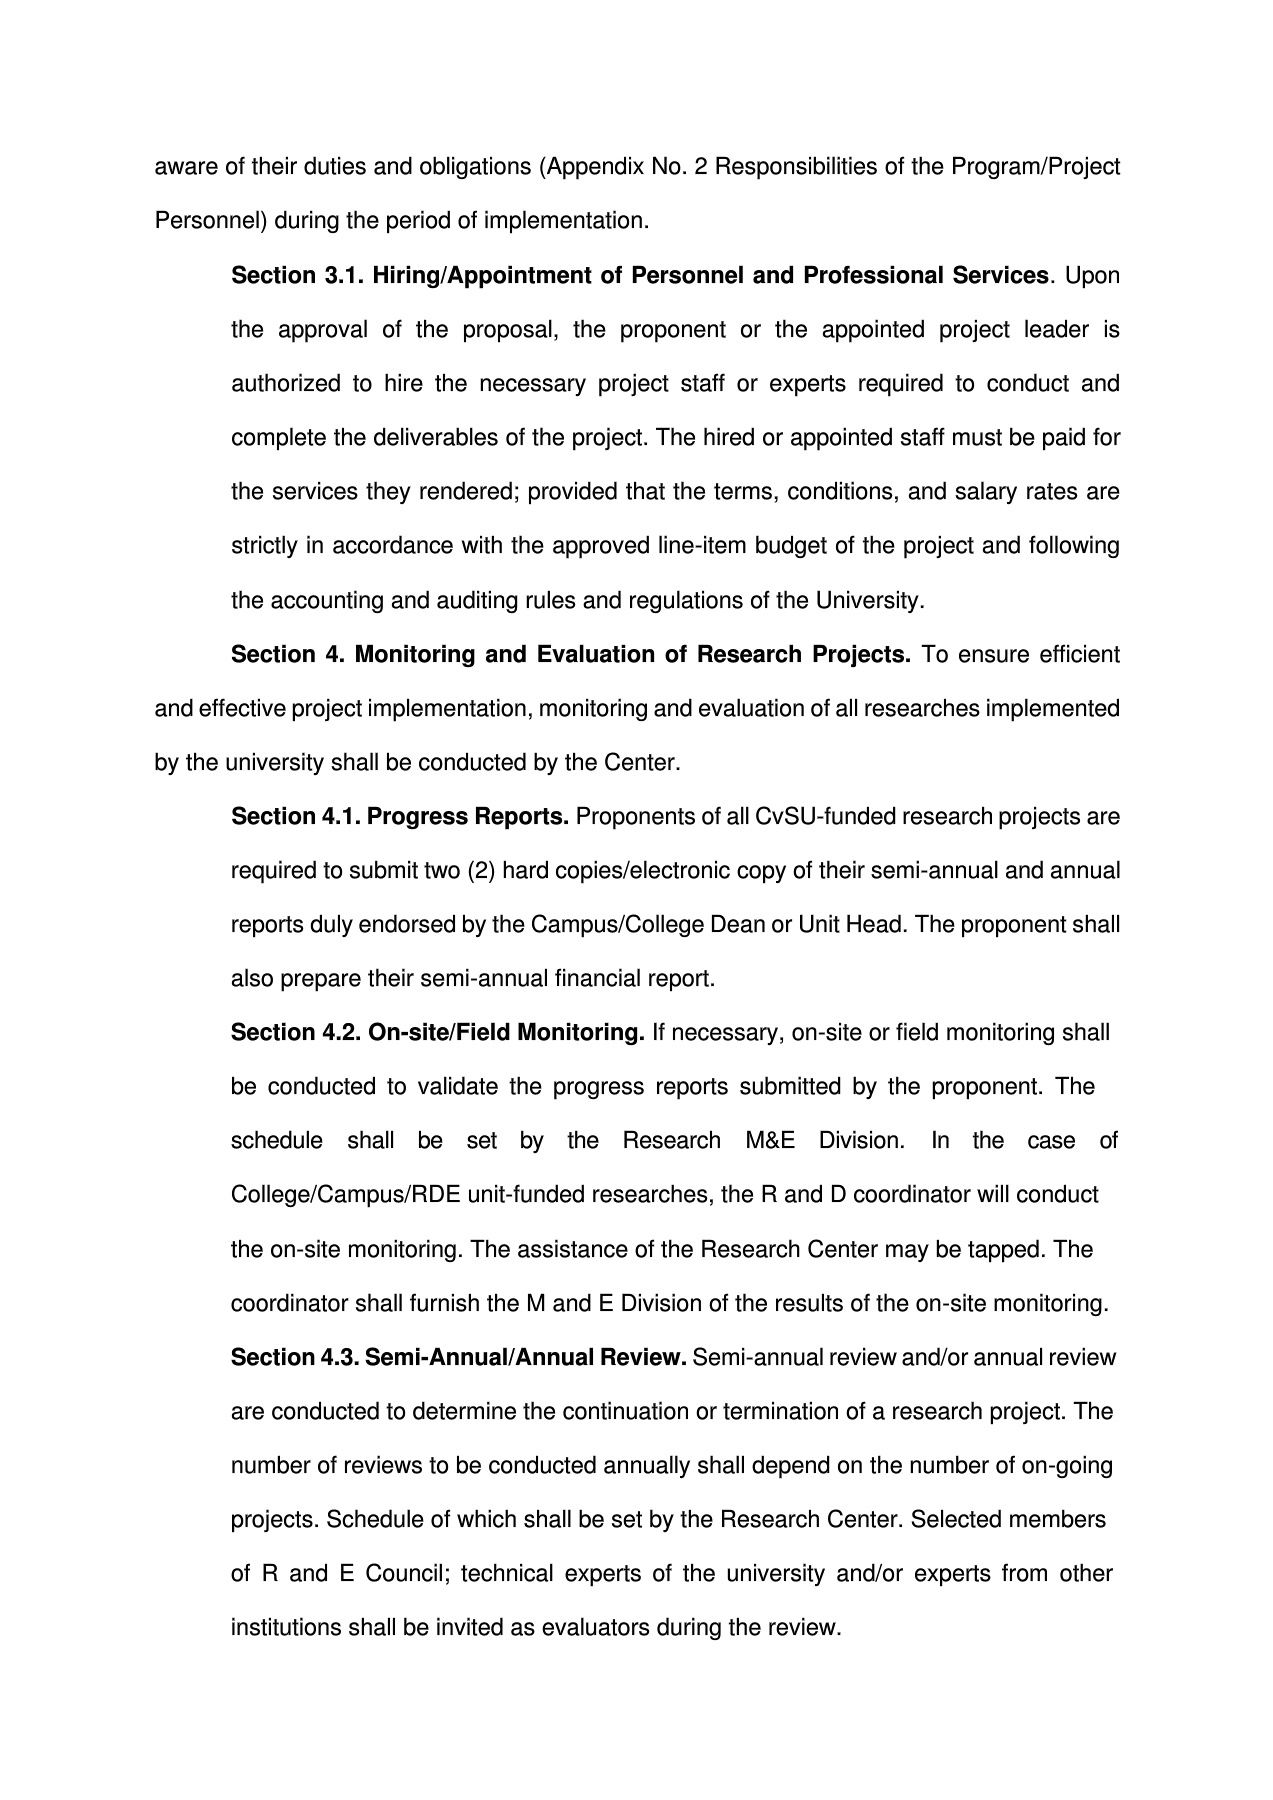 aware of their duties and obligations (Appendix No. 2 Responsibilities of the Program/Project
Personnel) during the period of implementation.
Section 3.1. Hiring/Appointment of Personnel and Professional Services. Upon
the approval of the proposal, the proponent or the appointed project leader is
authorized to hire the necessary project staff or experts required to conduct and
complete the deliverables of the project. The hired or appointed staff must be paid for
the services they rendered; provided that the terms, conditions, and salary rates are
strictly in accordance with the approved line-item budget of the project and following
the accounting and auditing rules and regulations of the University.
Section 4. Monitoring and Evaluation of Research Projects. To ensure efficient
and effective project implementation, monitoring and evaluation of all researches implemented
by the university shall be conducted by the Center.
Section 4.1. Progress Reports. Proponents of all CvSU-funded research projects are
required to submit two (2) hard copies/electronic copy of their semi-annual and annual
reports duly endorsed by the Campus/College Dean or Unit Head. The proponent shall
also prepare their semi-annual financial report.
Section 4.2. On-site/Field Monitoring. If necessary, on-site or field monitoring shall
be conducted to validate the progress reports submitted by the proponent. The
schedule shall be set by the Research M&E Division. In the case of
College/Campus/RDE unit-funded researches, the R and D coordinator will conduct
the on-site monitoring. The assistance of the Research Center may be tapped. The
coordinator shall furnish the M and E Division of the results of the on-site monitoring.
Section 4.3. Semi-Annual/Annual Review. Semi-annual review and/or annual review
are conducted to determine the continuation or termination of a research project. The
number of reviews to be conducted annually shall depend on the number of on-going
projects. Schedule of which shall be set by the Research Center. Selected members
of R and E Council; technical experts of the university and/or experts from other
institutions shall be invited as evaluators during the review.